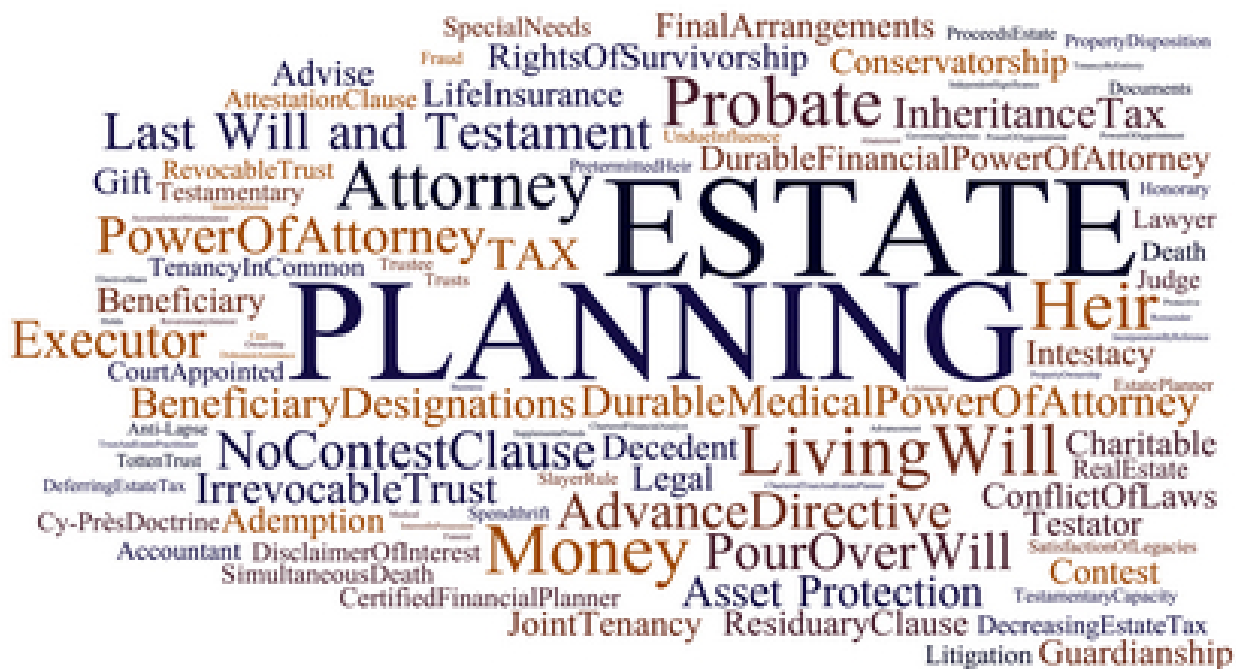 SpecialNeeds FinalArrangements ProceedsEstate PropertyDisposition
Fraud RightsOfSurvivorship Conservatorship TenancyByEntirety
Advise
AttestationClause LifeInsurance Probate InheritanceTax Documents
Last Will and Testament UndueInfluence
PretermittedHeir DurableFinancialPowerOfAttorney
Gift RevocableTrust Attorney ESTATE Honorary
Testamentary
PowerOfAttorney TAX Lawyer
TenancyInCommon Trustee Death
Trusts Judge
Beneficiary PLANNING Heir
Executor Ownership Intestacy
CourtAppointed PropertyOwnership
BeneficiaryDesignations DurableMedicalPowerOfAttorney EstatePlanner
Anti-Lapse NoContestClause Decedent LivingWill Charitable
TottenTrust SlayerRule Legal RealEstate
DeferringEstateTax IrrevocableTrust ConflictOfLaws
Cy-PrèsDoctrine Ademption Spendthrift AdvanceDirective Testator
Accountant DisclaimerOfInterest Money PourOverWill SatisfactionOfLegacies
SimultaneousDeath Contest
CertifiedFinancialPlanner Asset Protection TestamentaryCapacity
JointTenancy ResiduaryClause DecreasingEstateTax
Litigation Guardianship